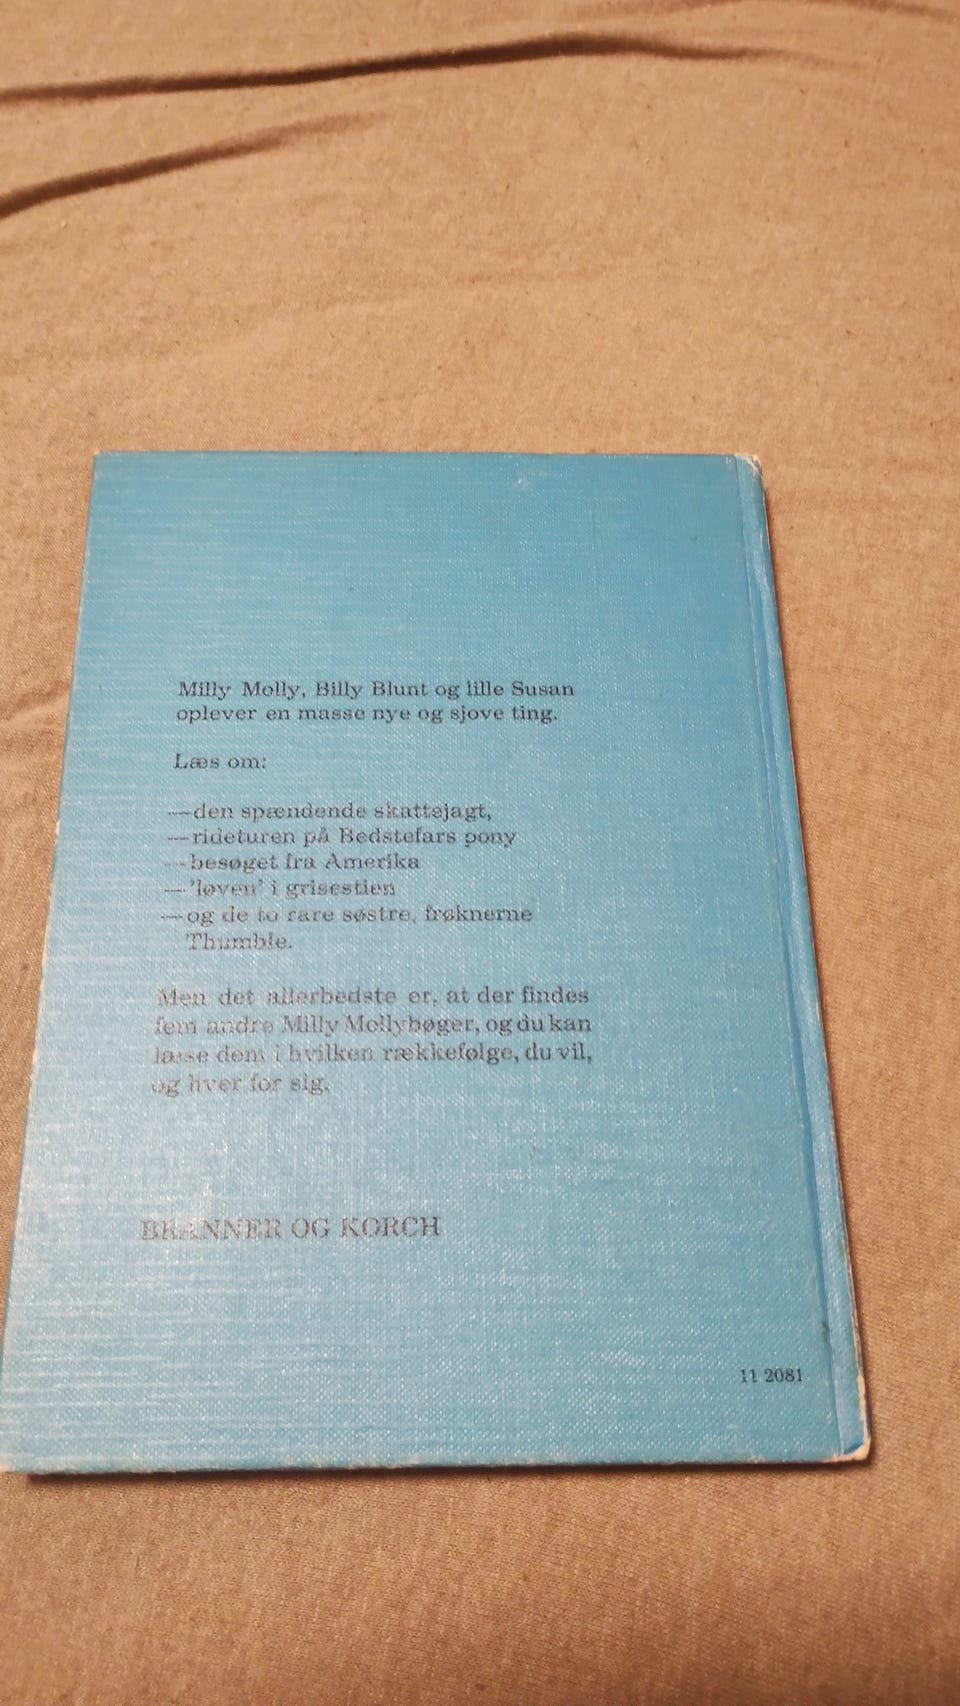 Milly Molly, Billy Blunt og lille Susan
oplever en masse nye og sjove ting.
Læs om:
—den spændende skattejagt,
—rideturen på Bedstefars pony
—besøget fra Amerika
—'løven' i grisestien
—og de to rare søstre, frøknerne
Thumble.
Men det allerbedste er, at der findes
fem andre Milly Mollybøger, og du kan
læse dem i hvilken rækkefølge, du vil,
og hver for sig.
BRANNER OG KORCH
11 2081